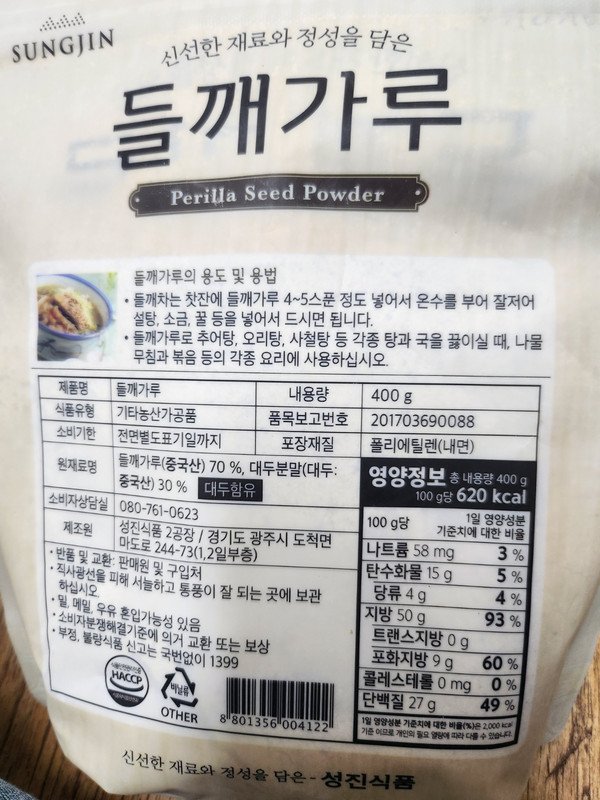 SUNGJIN
신선한 재료와 정성을 담은
들깨가루
Perilla Seed Powder
들깨가루의 용도 및 용법
• 들깨차는 찻잔에 들깨가루 4~5스푼 정도 넣어서 온수를 부어 잘저어
설탕, 소금, 꿀 등을 넣어서 드시면 됩니다.
• 들깨가루로 추어탕, 오리탕, 사철탕 등 각종 탕과 국을 끓이실 때, 나물
무침과 볶음 등의 각종 요리에 사용하십시오.
제품명 들깨가루 내용량 400 g
식품유형 기타농산가공품 품목보고번호 201703690088
소비기한 전면별도표기일까지 포장재질 폴리에틸렌(내면)
원재료명 들깨가루(중국산) 70 %, 대두분말(대두:
중국산) 30 % 대두함유
소비자상담실 080-761-0623
제조원 성진식품 2공장 / 경기도 광주시 도척면
마도로 244-73(1,2일부층)
• 반품 및 교환: 판매원 및 구입처
• 직사광선을 피해 서늘하고 통풍이 잘 되는 곳에 보관
하십시오.
• 밀, 메밀, 우유 혼입가능성 있음
• 소비자분쟁해결기준에 의거 교환 또는 보상
• 부정, 불량식품 신고는 국번없이 1399
영양정보 총 내용량 400 g
100 g당 620 kcal
100 g당 1일 영양성분
기준치에 대한 비율
나트륨 58 mg 3 %
탄수화물 15 g 5 %
당류 4 g 4 %
지방 50 g 93 %
트랜스지방 0 g
포화지방 9 g 60 %
콜레스테롤 0 mg 0 %
단백질 27 g 49 %
1일 영양성분 기준치에 대한 비율(%)은 2,000 kcal
기준 이므로 개인의 필요 열량에 따라 다를 수 있습니다.
HACCP
비닐류
OTHER
8 801356 004122
신선한 재료와 정성을 담은 - 성진식품